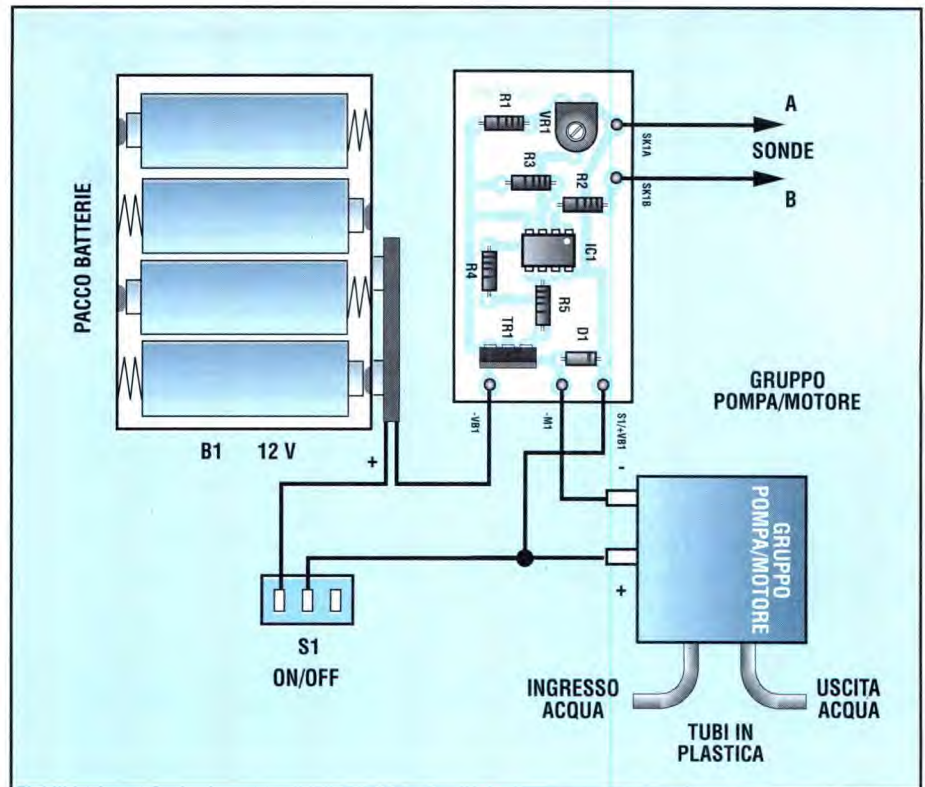 PACCO BATTERIE
B1 12 V
+
R1
VR1
R3
R2
IC1
R4
R5
TR1
D1
SK1A
SK1B
-VB1
-M1
S1/+VB1
A
SONDE
B
GRUPPO
POMPA/MOTORE
-
+
GRUPPO
POMPA/MOTORE
S1
ON/OFF
INGRESSO
ACQUA
USCITA
ACQUA
TUBI IN
PLASTICA